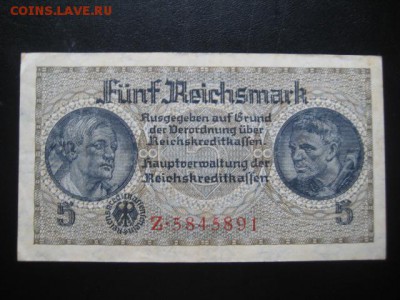 COINS.LAVE.RU
Fünf Reichsmark
Ausgegeben auf Grund
der Verordnung über
Reichskreditkassen
Hauptverwaltung der
Reichskreditkassen
5
Z·5845891
5